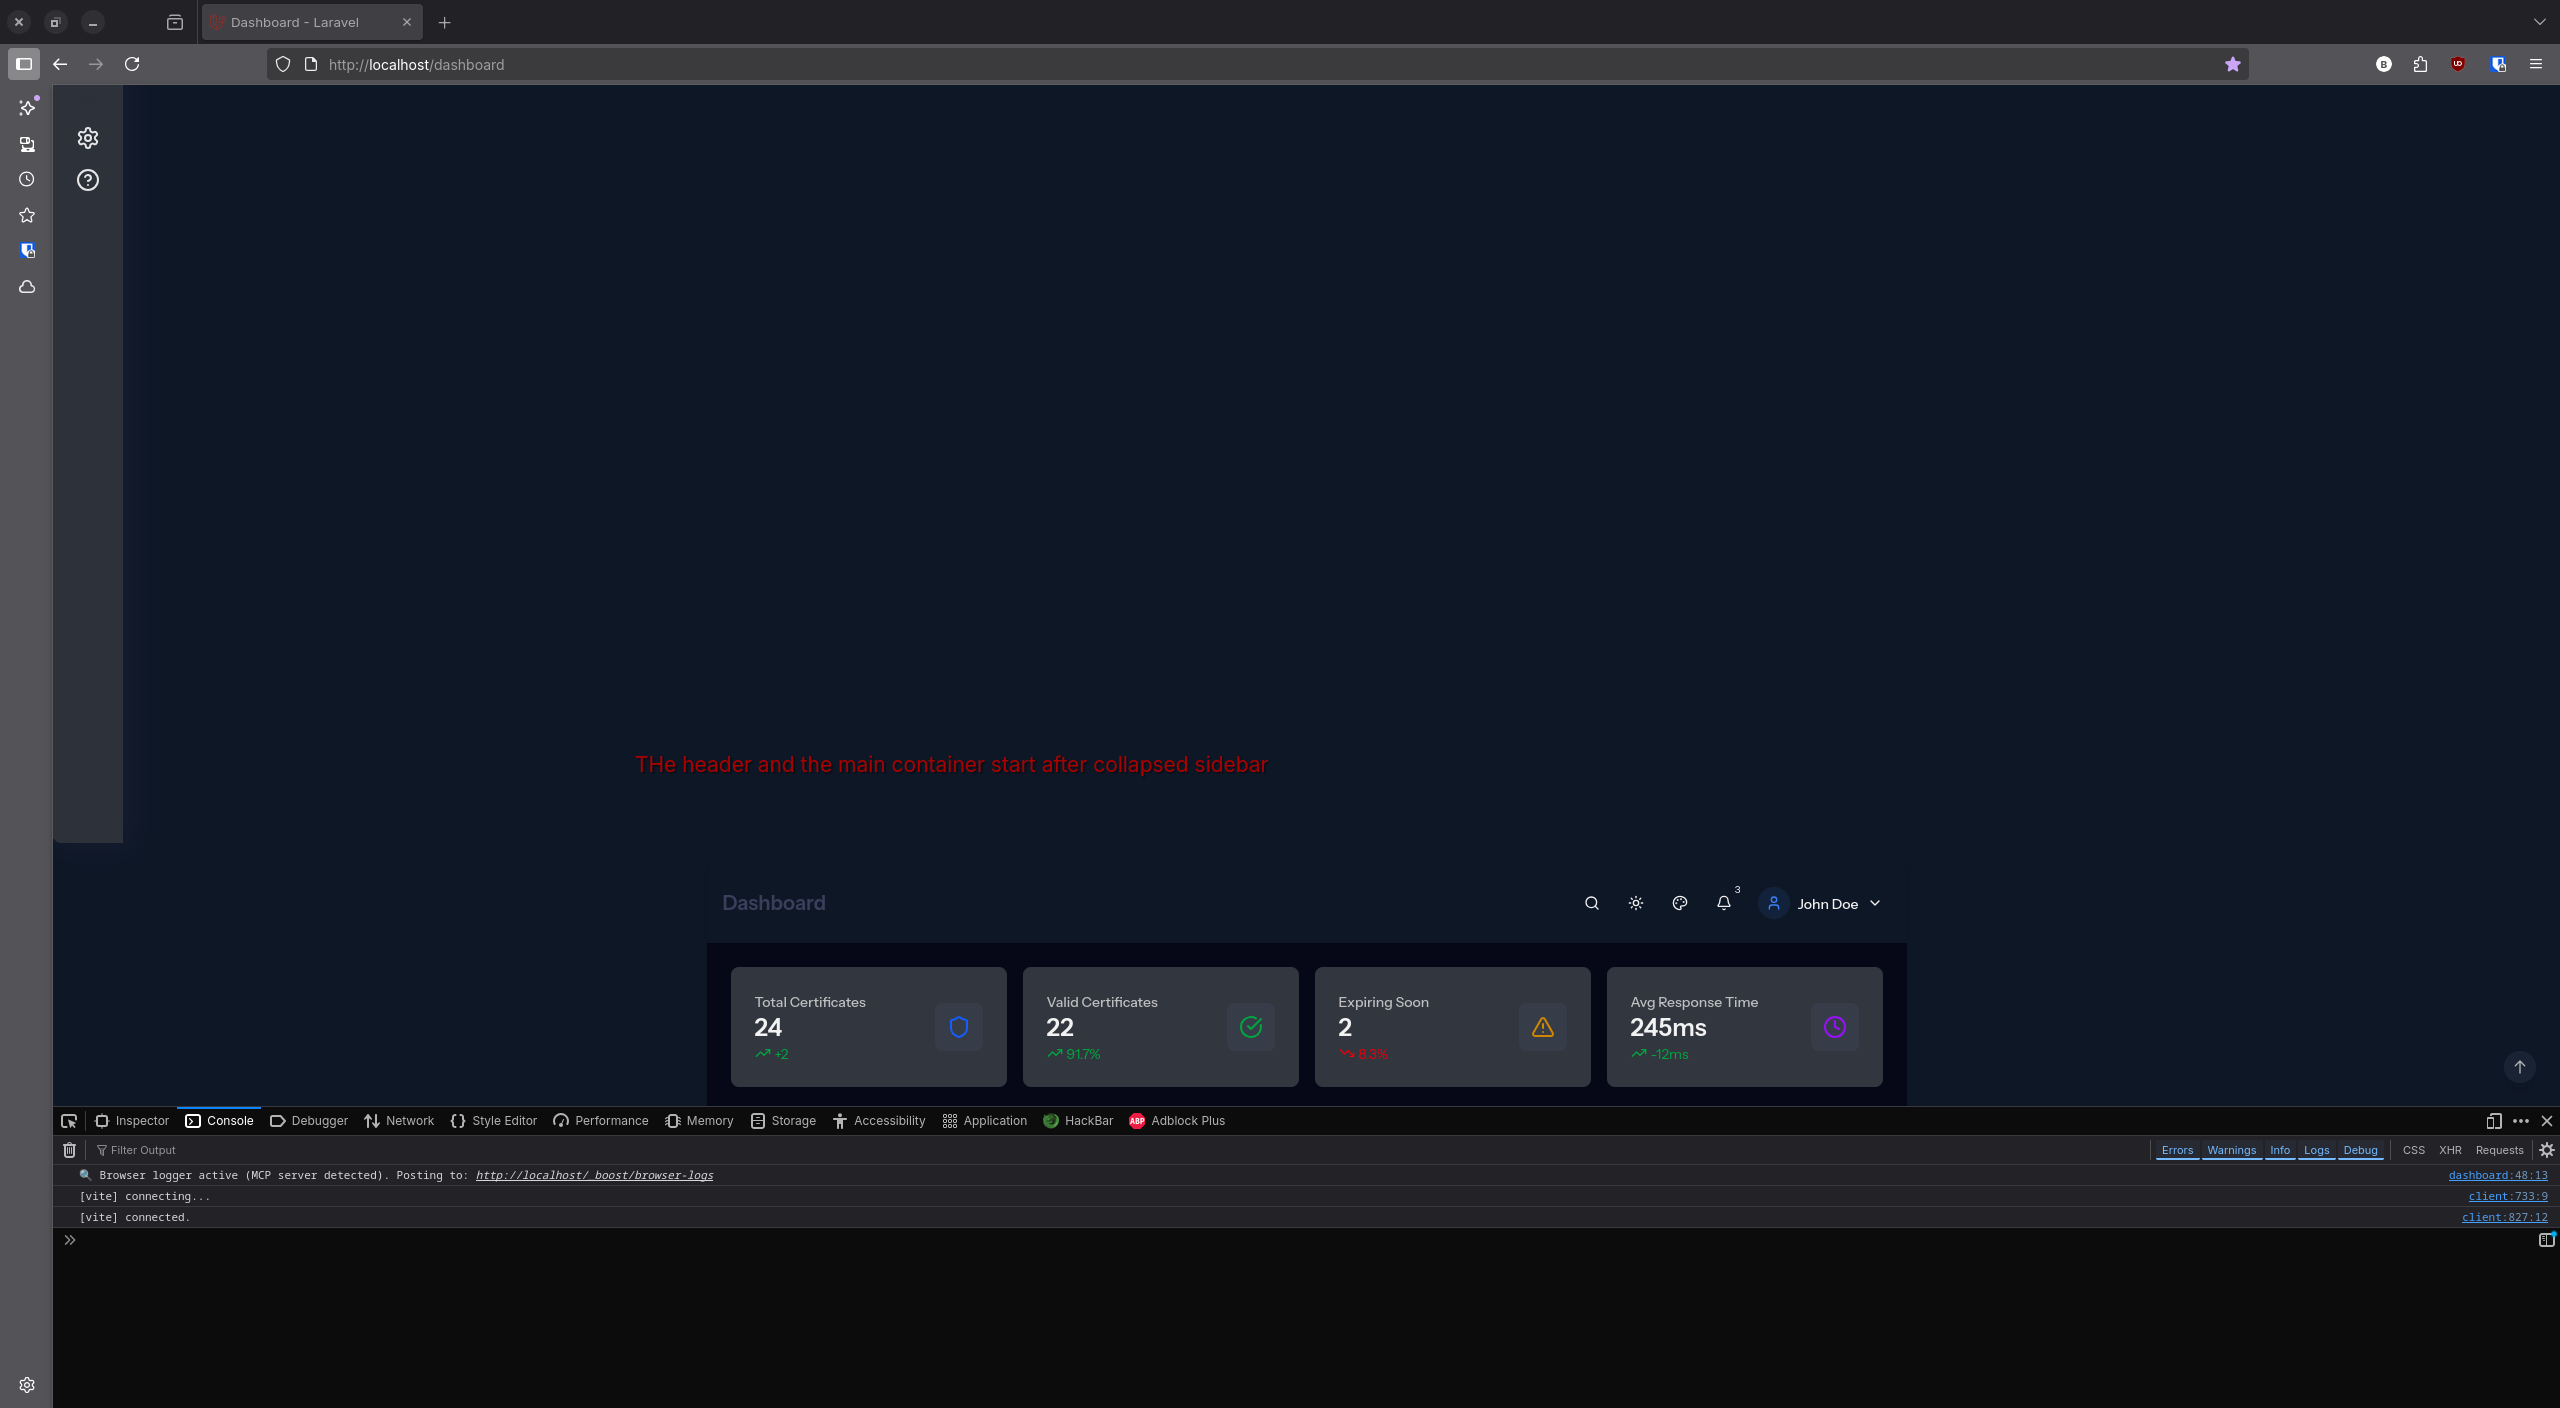 Dashboard - Laravel
http://localhost/dashboard
B
THe header and the main container start after collapsed sidebar
Dashboard
3
John Doe
Total Certificates
24
+2
Valid Certificates
22
91.7%
Expiring Soon
2
8.3%
Avg Response Time
245ms
-12ms
Inspector Console Debugger Network Style Editor Performance Memory Storage Accessibility Application HackBar ABP Adblock Plus
Filter Output Errors Warnings Info Logs Debug CSS XHR Requests
Browser logger active (MCP server detected). Posting to: http://localhost/_boost/browser-logs dashboard:48:13
[vite] connecting... client:733:9
[vite] connected. client:827:12